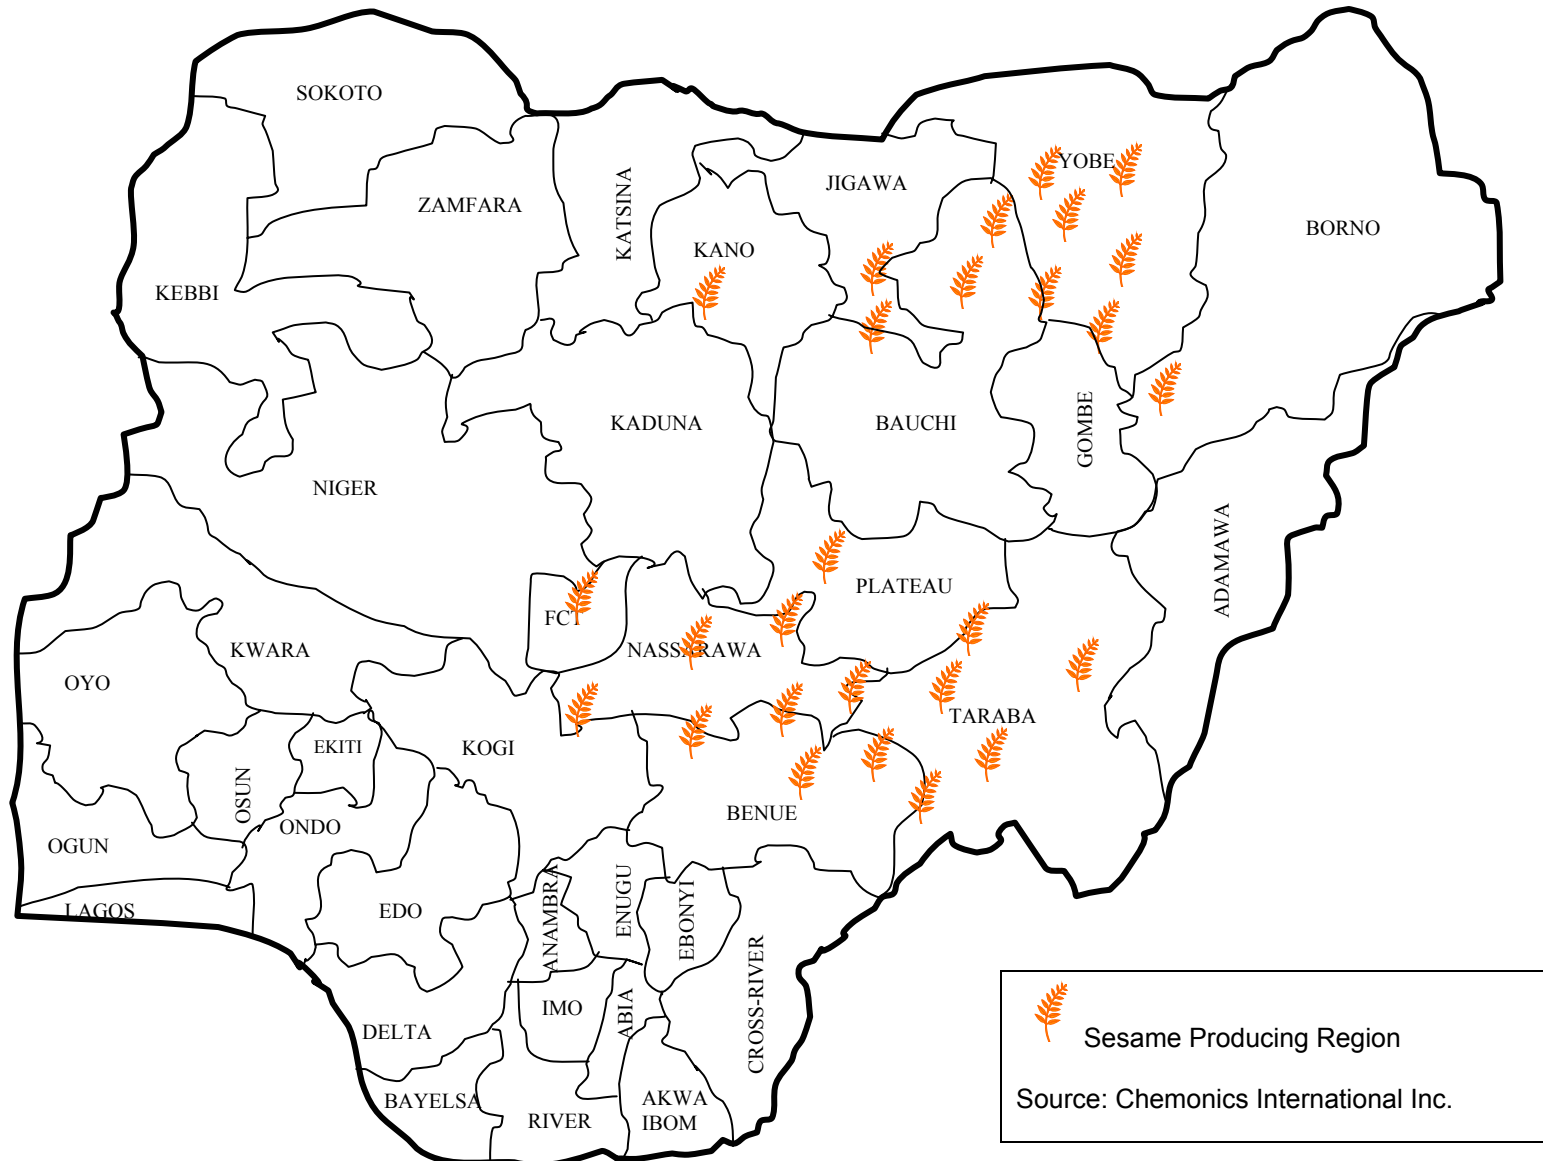 SOKOTO
YOBE
ZAMFARA
KATSINA
JIGAWA
KANO
BORNO
KEBBI
KADUNA
BAUCHI
GOMBE
NIGER
ADAMAWA
PLATEAU
FCT
NASSARAWA
KWARA
OYO
TARABA
KOGI
EKITI
OSUN
BENUE
ONDO
OGUN
LAGOS
EDO
ANAMBRA
ENUGU
EBONYI
CROSS-RIVER
IMO
ABIA
DELTA
BAYELSA
RIVER
AKWA
IBOM
Sesame Producing Region
Source: Chemonics International Inc.